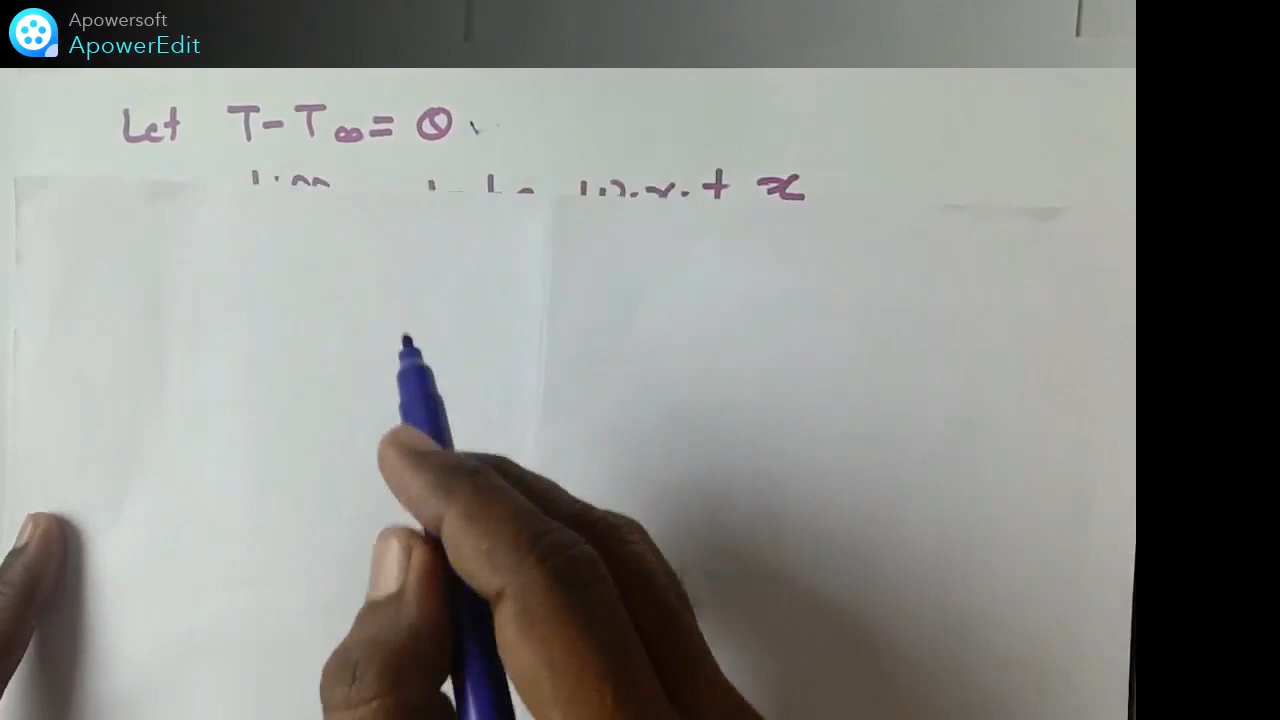 Apowersoft
ApowerEdit
Let T - T∞ = θ
w.r.t x